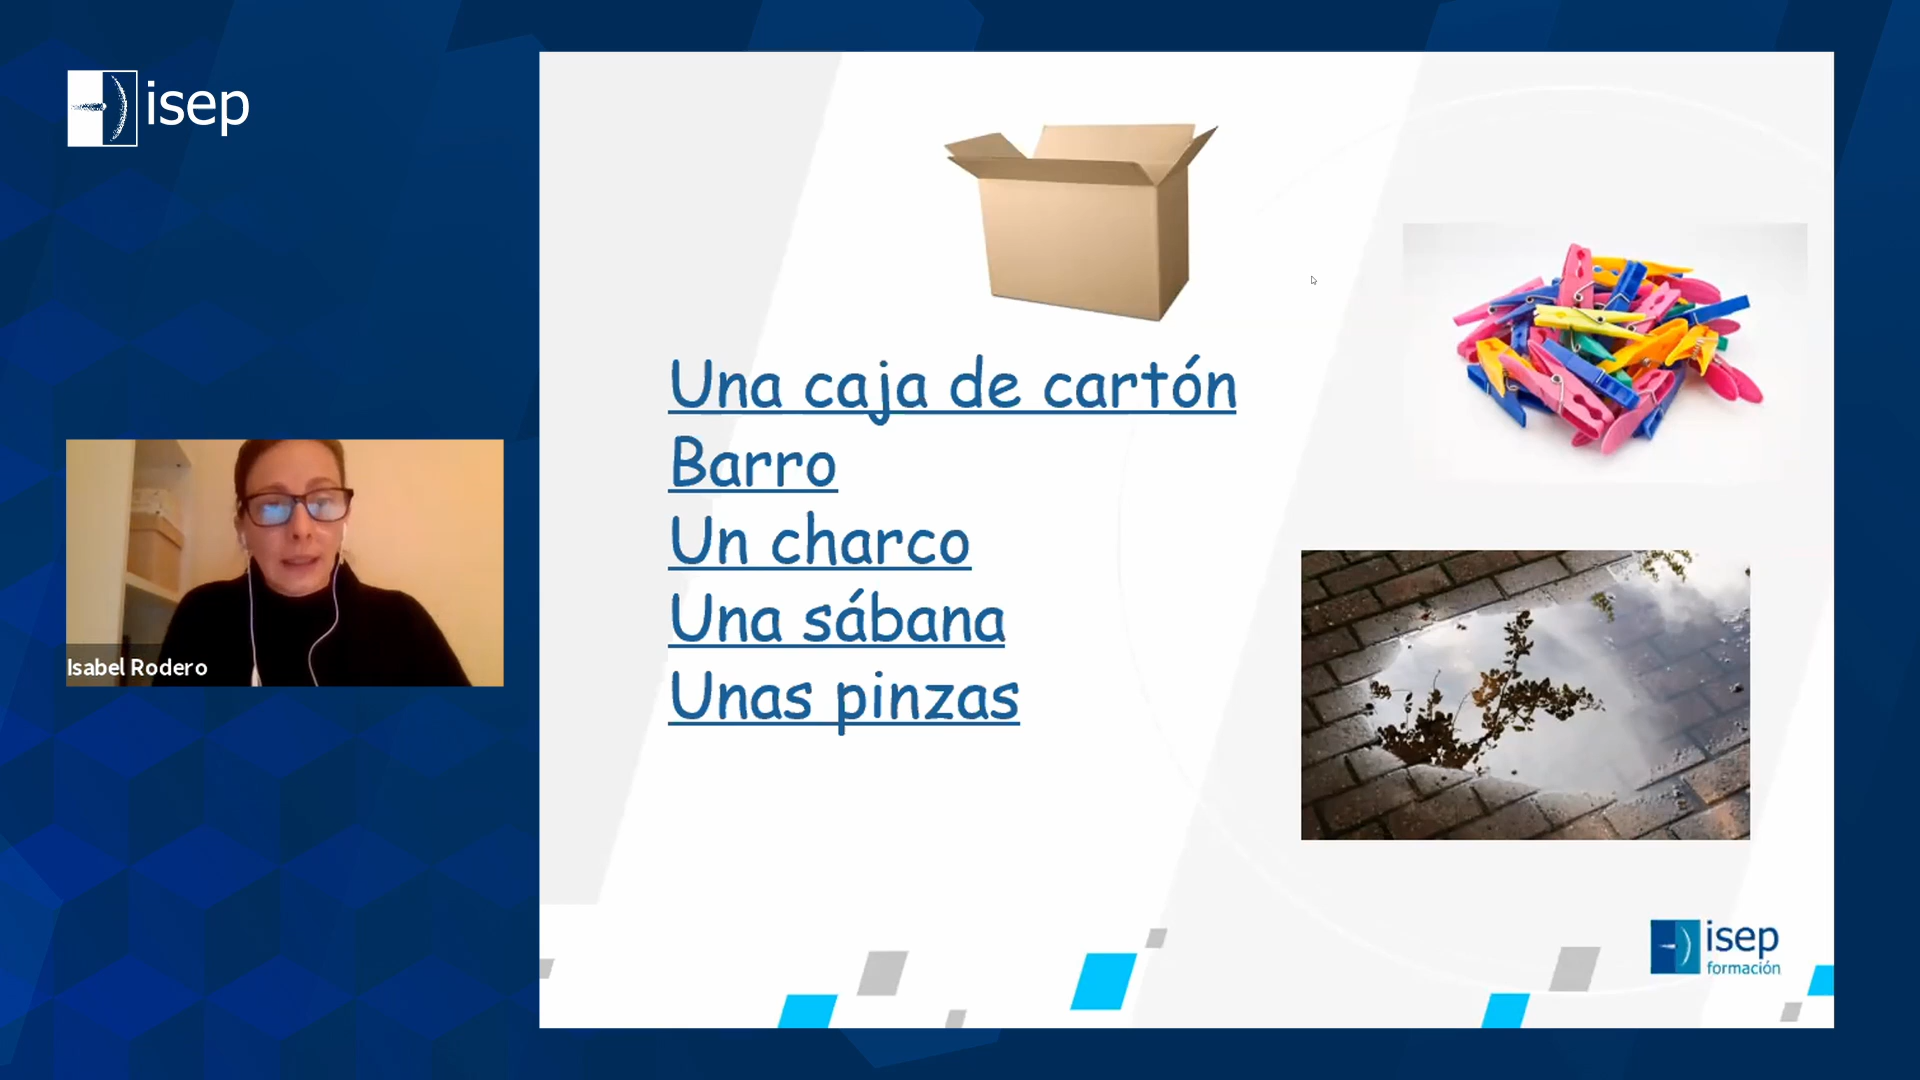 isep
Una caja de cartón
Barro
Un charco
Una sábana
Unas pinzas
Isabel Rodero
isep
formación